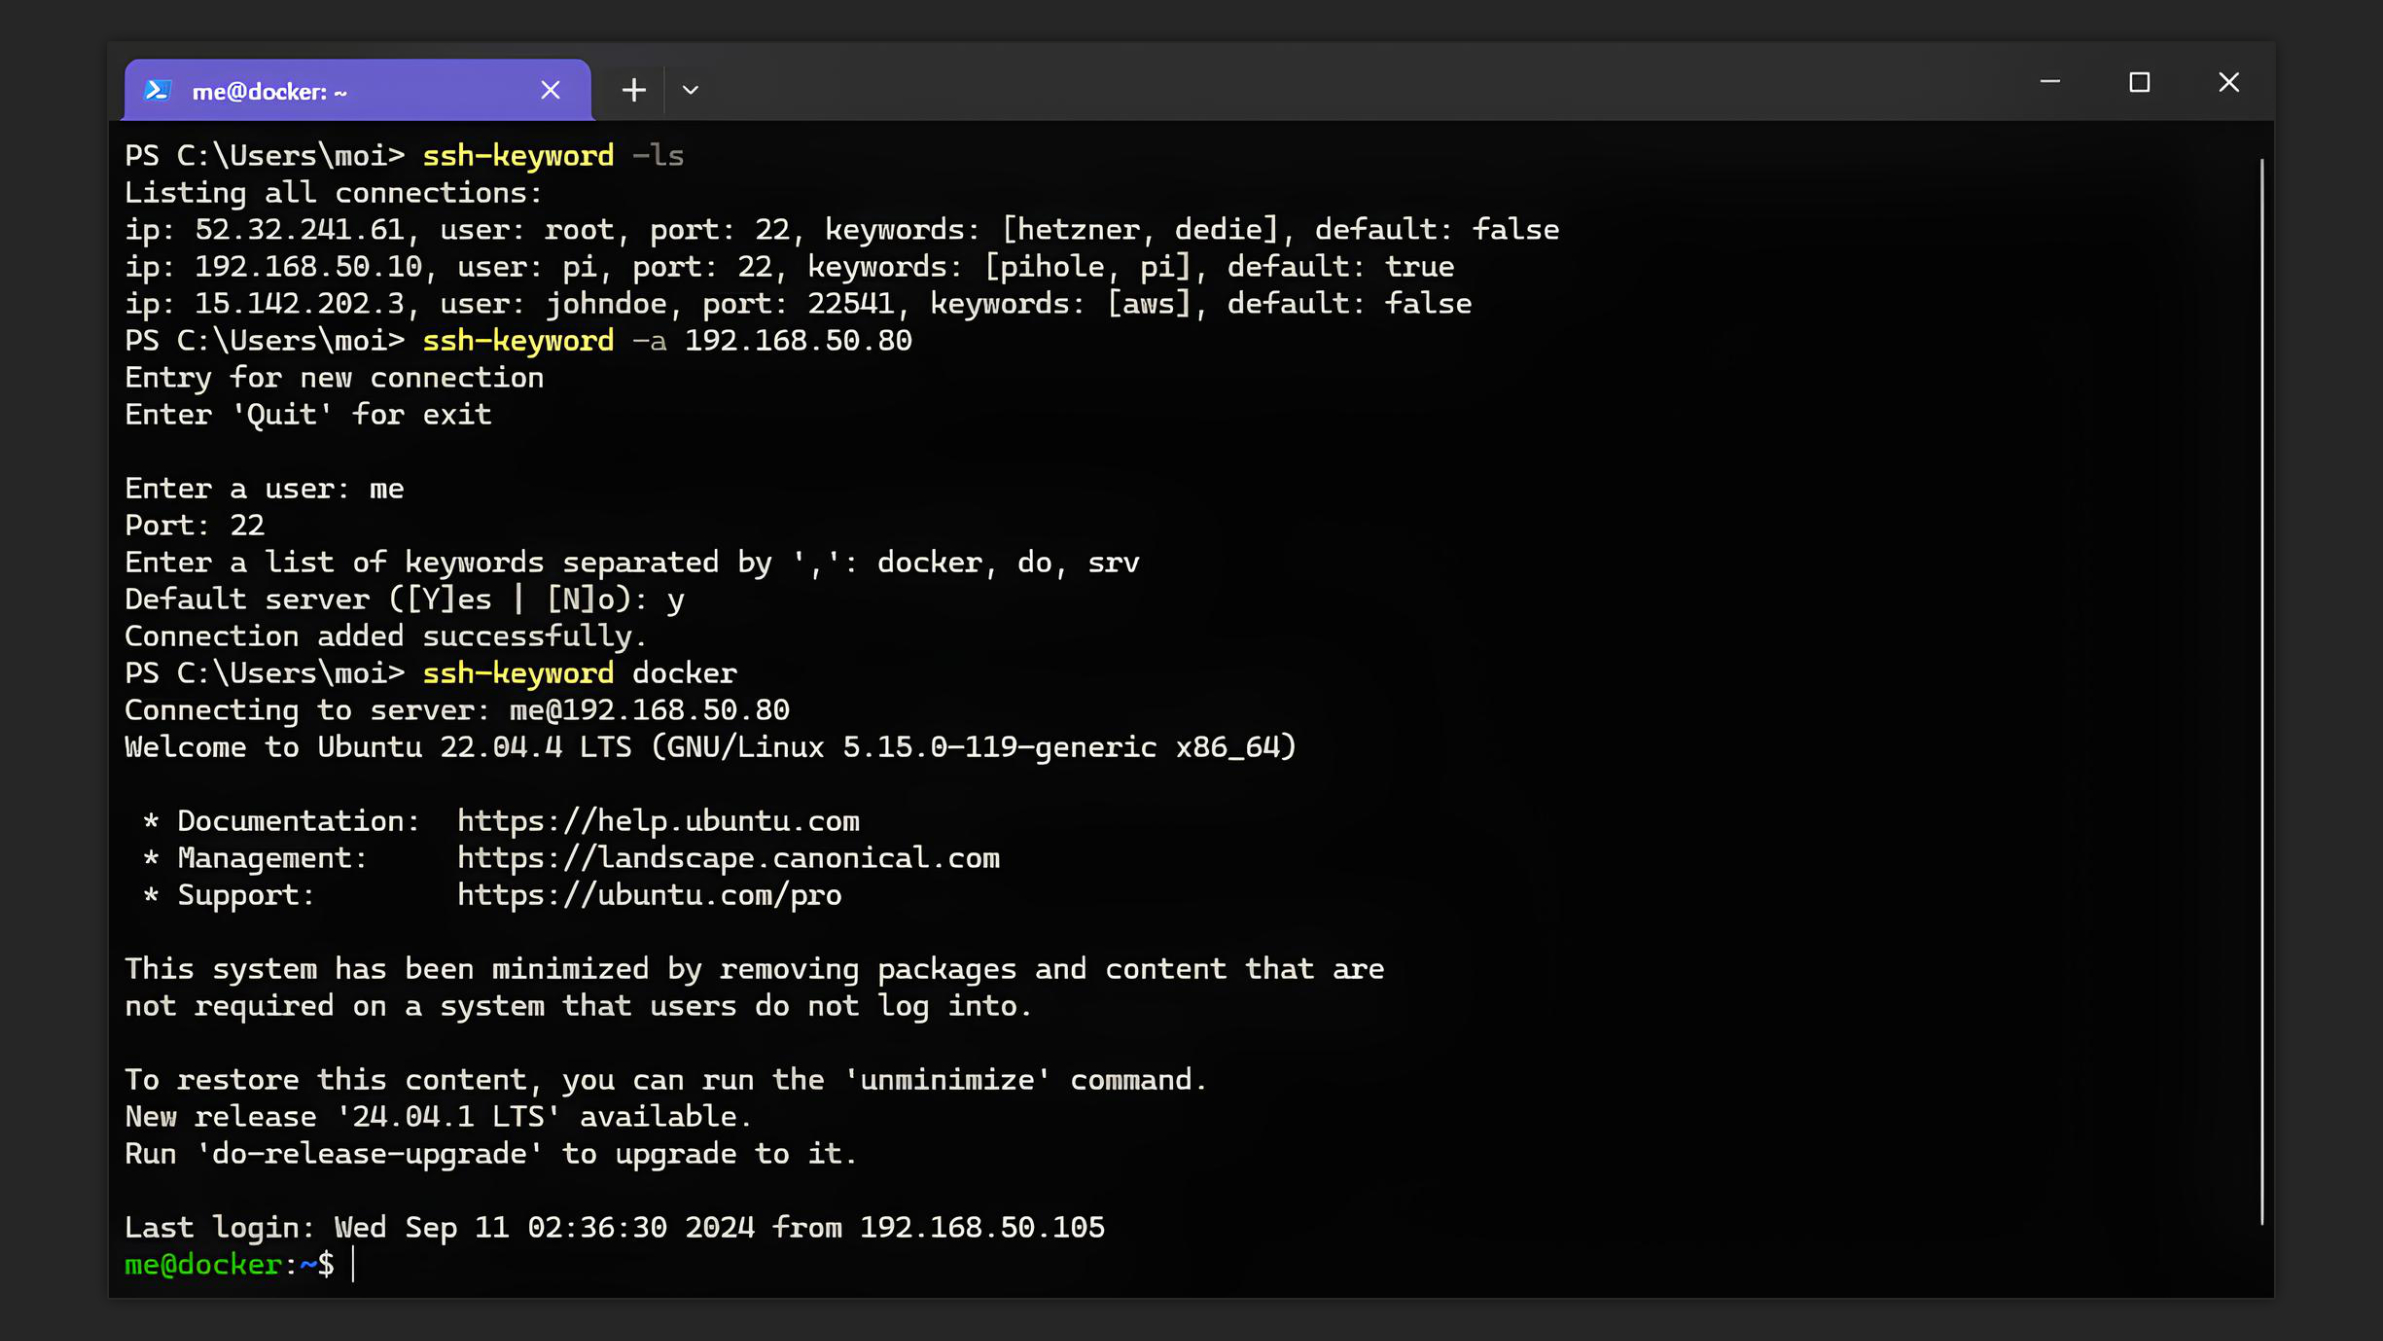 me@docker: ~
PS C:\Users\moi> ssh-keyword -ls
Listing all connections:
ip: 52.32.241.61, user: root, port: 22, keywords: [hetzner, dedie], default: false
ip: 192.168.50.10, user: pi, port: 22, keywords: [pihole, pi], default: true
ip: 15.142.202.3, user: johndoe, port: 22541, keywords: [aws], default: false
PS C:\Users\moi> ssh-keyword -a 192.168.50.80
Entry for new connection
Enter 'Quit' for exit
Enter a user: me
Port: 22
Enter a list of keywords separated by ',': docker, do, srv
Default server ([Y]es | [N]o): y
Connection added successfully.
PS C:\Users\moi> ssh-keyword docker
Connecting to server: me@192.168.50.80
Welcome to Ubuntu 22.04.4 LTS (GNU/Linux 5.15.0-119-generic x86_64)
* Documentation:  https://help.ubuntu.com
* Management:     https://landscape.canonical.com
* Support:        https://ubuntu.com/pro
This system has been minimized by removing packages and content that are
not required on a system that users do not log into.
To restore this content, you can run the 'unminimize' command.
New release '24.04.1 LTS' available.
Run 'do-release-upgrade' to upgrade to it.
Last login: Wed Sep 11 02:36:30 2024 from 192.168.50.105
me@docker:~$